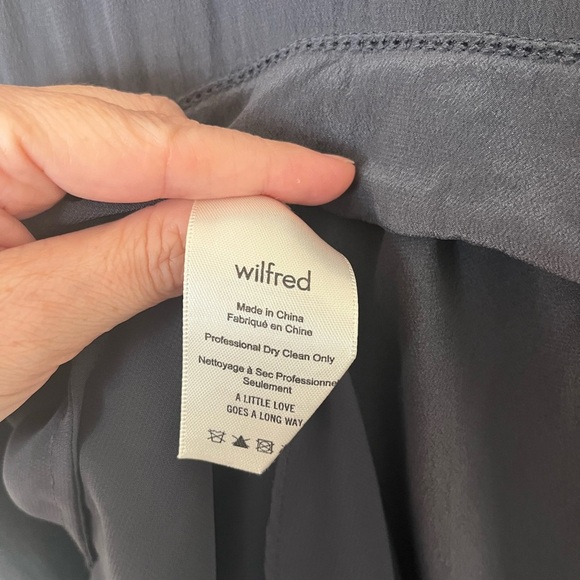 wilfred
Made in China
Fabriqué en Chine
Professional Dry Clean Only
Nettoyage à Sec Professionne
Seulement
A LITTLE LOVE
GOES A LONG WAY